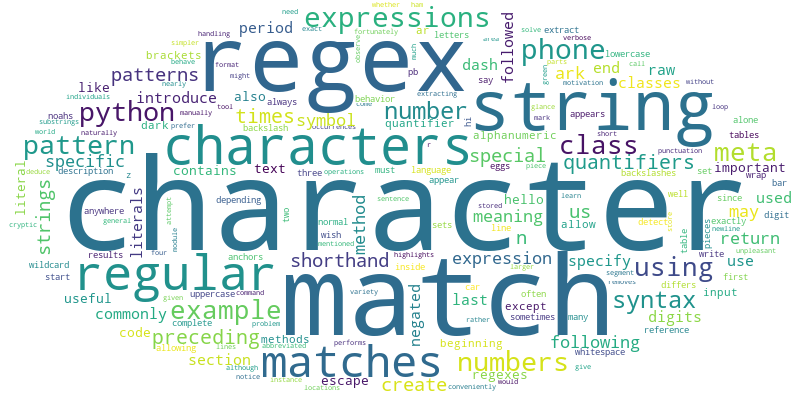 need whether has
handling exact fortunately solve extract
expressions
period
regex
ar letters area
simpler tool observe much parts verbose
brackets behave format call lowercase
dash
followed
phone
patterns nearly might extracting pb
like motivation without
introduce always
string
ark end raw
say green glance classes loop
python number behavior
individuals manually prefer come
noahs also hi mark appears
times symbol quantifier
substrings naturally occurrences
world backslash alphanumeric short punctuation
pattern dark r alone
deduce
characters
class
meta
specific text three operations must language backslashes tables
cryptic z description eggs piece appear special quantifiers important
contains sentence set wrap
strings
literal
anywhere
literals
depending
character
hello
meaning
us since bar
used
general two normal stored sets well table
attempt wish mentioned line may digit
wildcard module four anchors
method
n detects allow exactly pieces
results highlights
start regular shorthand
expression specify
using
return
newline
unpleasant
inside
car
write
learn
uppercase command larger last often segment differs removes use first
useful variety
example
match
negated
syntax
commonly methods except sometimes many input
code complete performs rather
preceding
escape
beginning
following digits
allowing lines given problem reference
section abbreviated
matches
numbers
whitespace
although
notice
instance
create
regexes
conveniently give
locations would